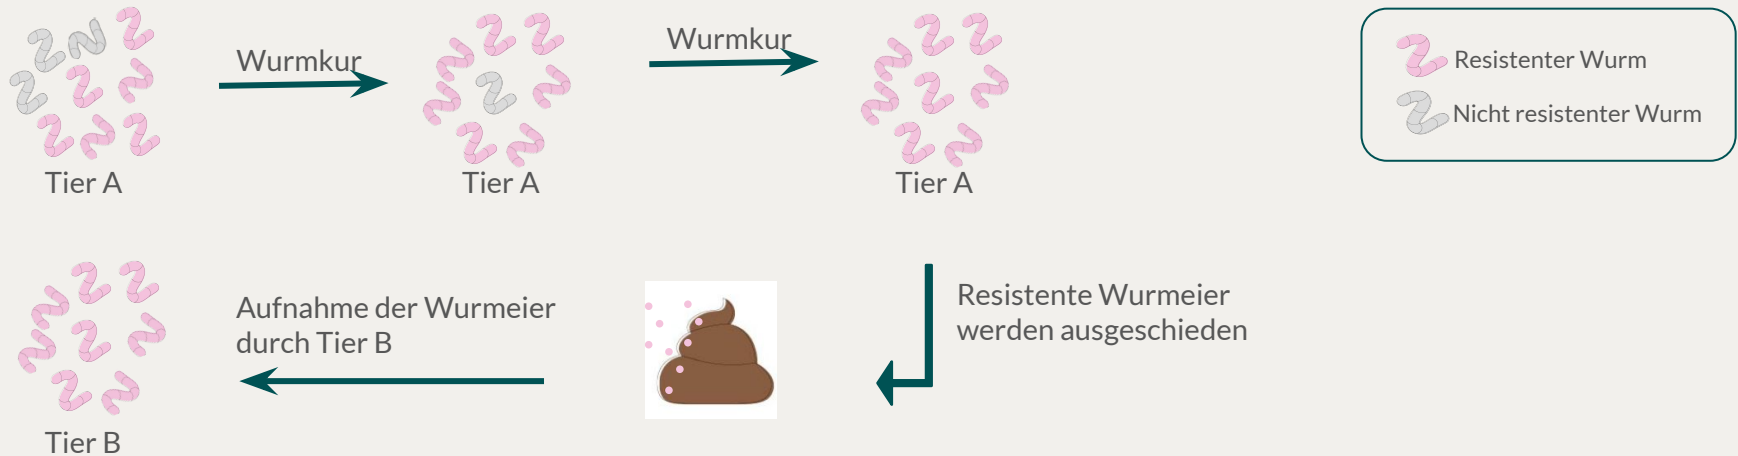 Wurmkur
Wurmkur
Resistenter Wurm
Nicht resistenter Wurm
Tier A
Tier A
Tier A
Aufnahme der Wurmeier
durch Tier B
Resistente Wurmeier
werden ausgeschieden
Tier B